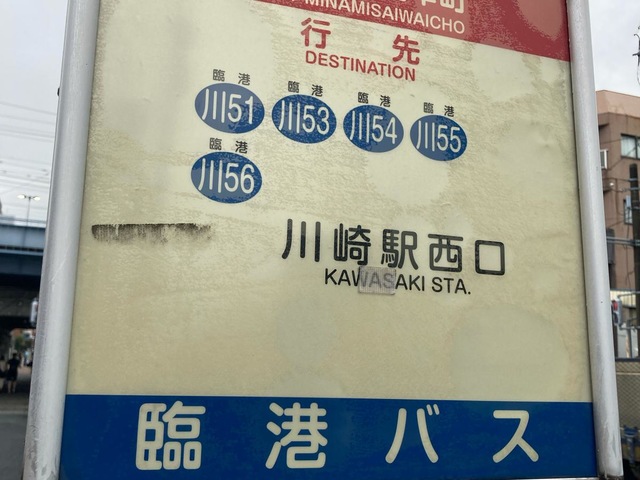 MINAMISAIWAICHO
行先
DESTINATION
臨港 臨港 臨港 臨港
川51 川53 川54 川55
臨港
川56
川崎駅西口
KAWASAKI STA.
臨港バス